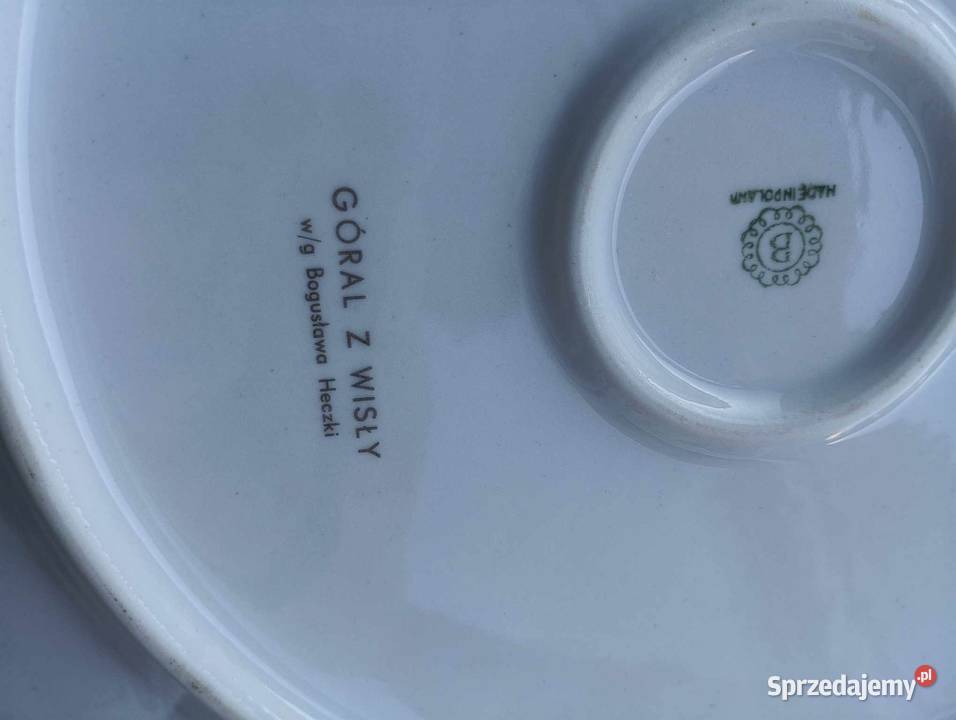 GÓRAL Z WISŁY
w/g Bogusława Heczki
MADE IN POLAND
B
Sprzedajemy.pl